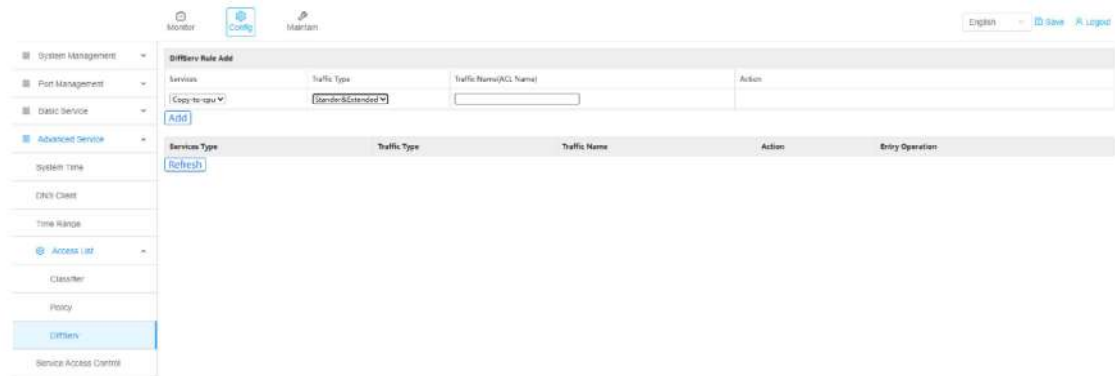 Monitor
Config
Maintain
English
Save
Logout
System Management
Port Management
Basic Service
Advanced Service
System Time
DNS Client
Time Range
Access List
Classifier
Policy
DiffServ
Service Access Control
DiffServ Rule Add
Services Traffic Type Traffic Name(ACL Name) Action
Copy-to-cpu Stander&Extended
Add
Services Type Traffic Type Traffic Name Action Entry Operation
Refresh